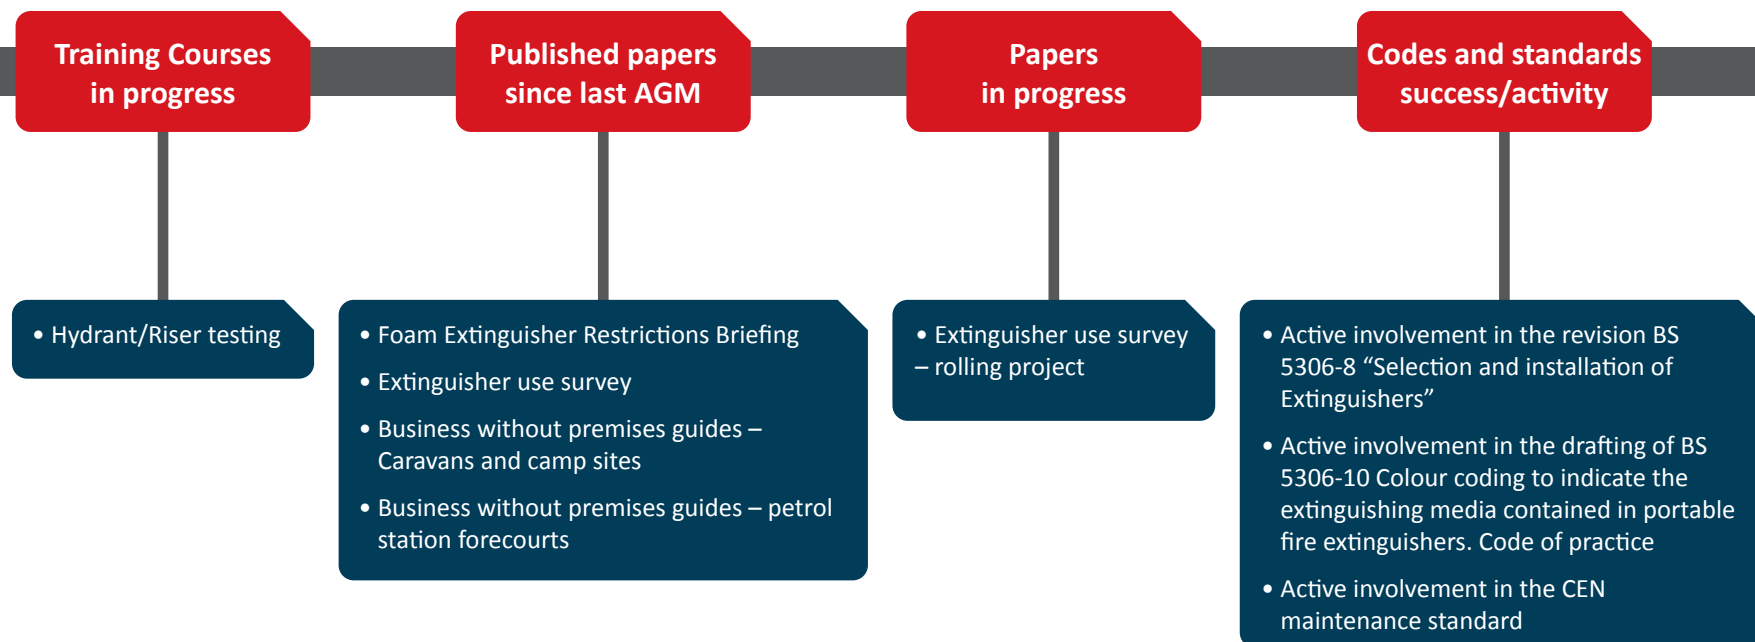 Training Courses
in progress
Published papers
since last AGM
Papers
in progress
Codes and standards
success/activity
• Hydrant/Riser testing
• Foam Extinguisher Restrictions Briefing
• Extinguisher use survey
• Business without premises guides –
Caravans and camp sites
• Business without premises guides – petrol
station forecourts
• Extinguisher use survey
– rolling project
• Active involvement in the revision BS
5306-8 “Selection and installation of
Extinguishers”
• Active involvement in the drafting of BS
5306-10 Colour coding to indicate the
extinguishing media contained in portable
fire extinguishers. Code of practice
• Active involvement in the CEN
maintenance standard